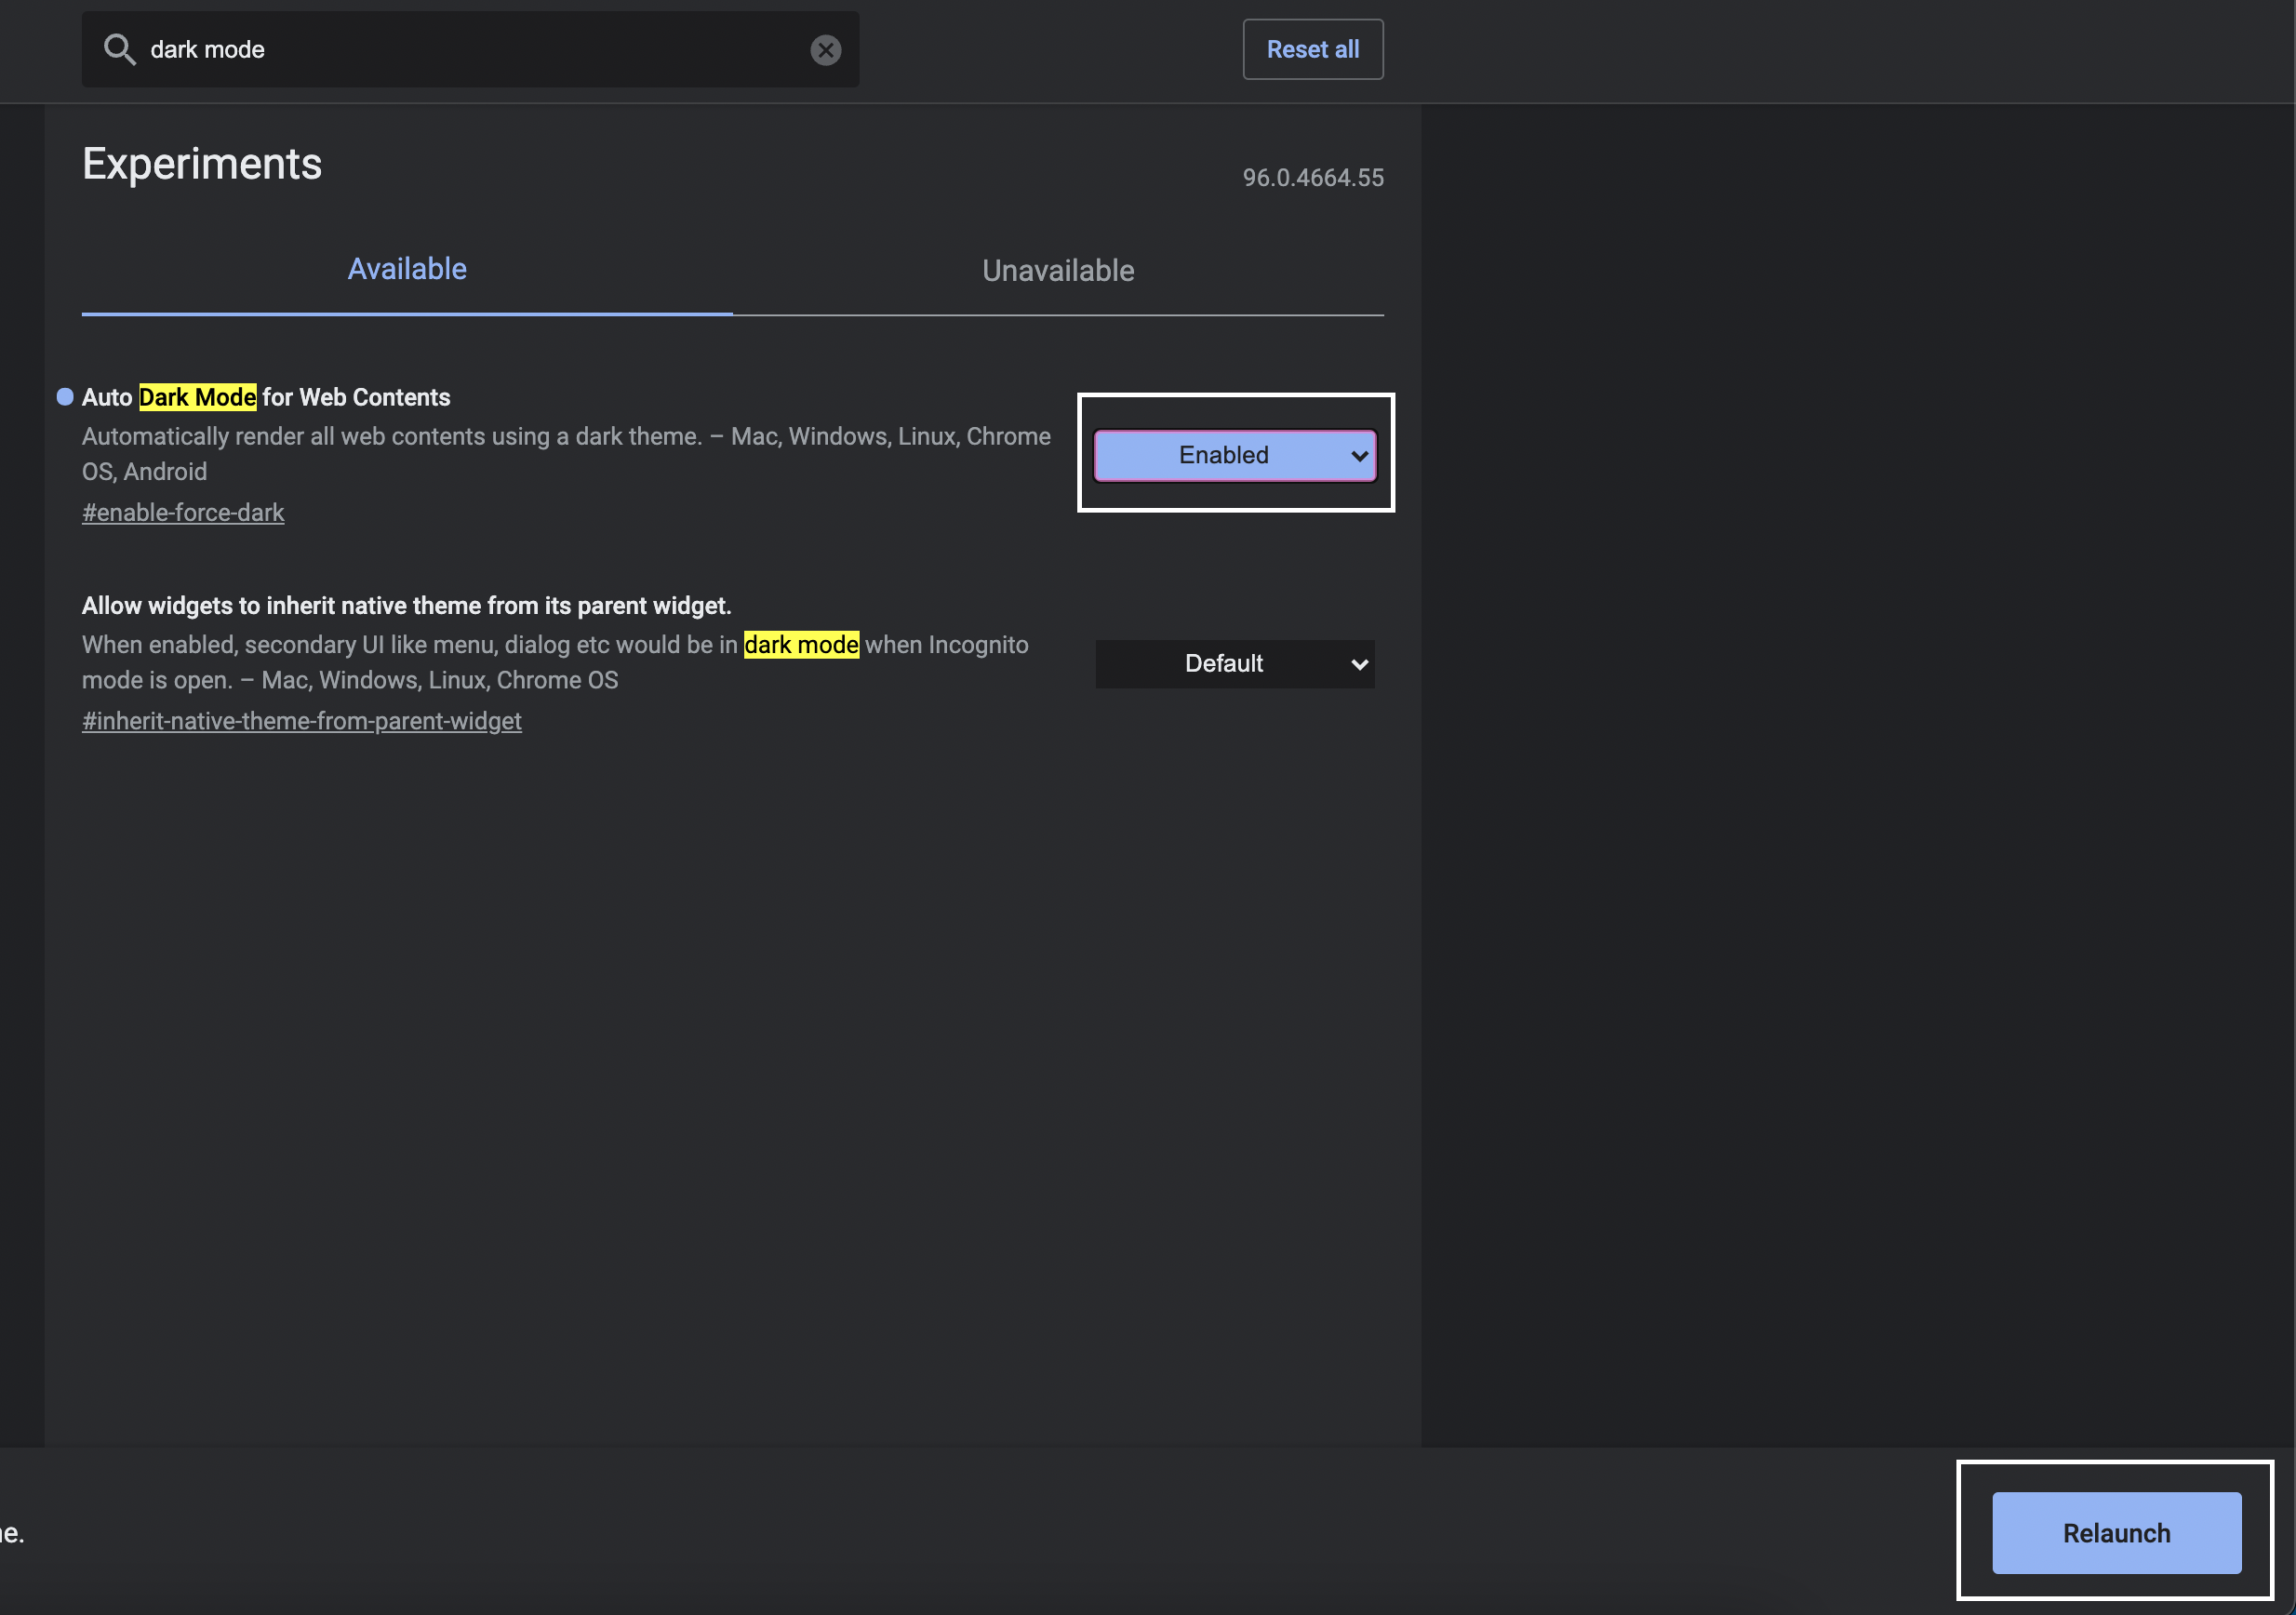 dark mode
Reset all
Experiments
96.0.4664.55
Available
Unavailable
Auto Dark Mode for Web Contents
Automatically render all web contents using a dark theme. – Mac, Windows, Linux, Chrome
OS, Android
#enable-force-dark
Enabled
Allow widgets to inherit native theme from its parent widget.
When enabled, secondary UI like menu, dialog etc would be in dark mode when Incognito
mode is open. – Mac, Windows, Linux, Chrome OS
#inherit-native-theme-from-parent-widget
Default
Relaunch